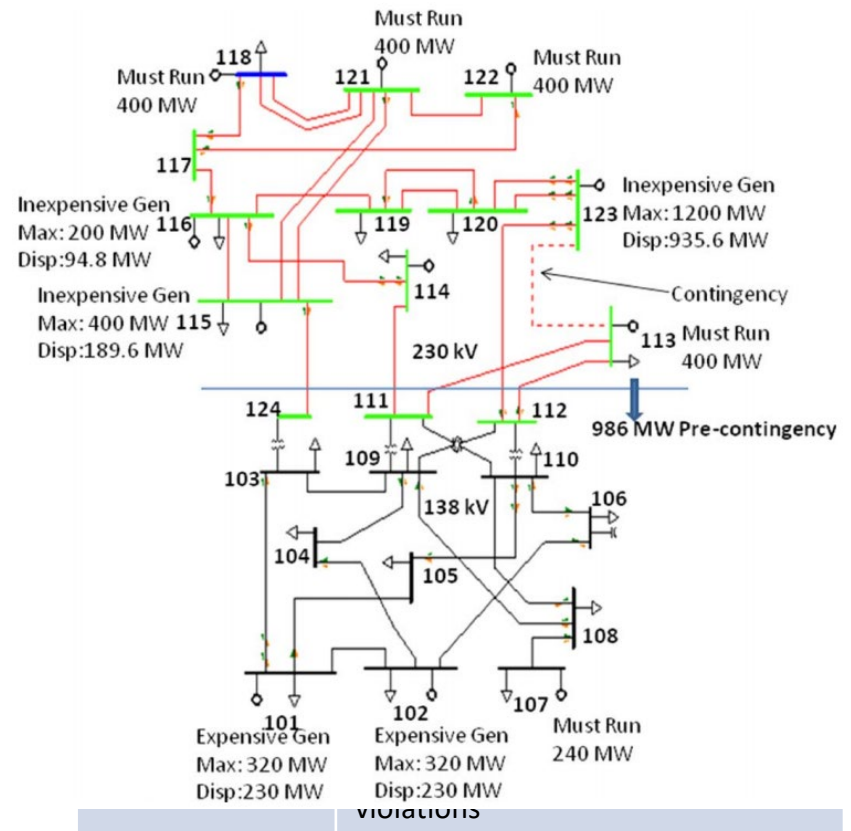 Must Run
400 MW
118
Must Run
400 MW
121
122
Must Run
400 MW
117
Inexpensive Gen
Max: 200 MW
Disp:94.8 MW
116
119
120
123
Inexpensive Gen
Max: 1200 MW
Disp:935.6 MW
114
Contingency
Inexpensive Gen
Max: 400 MW
Disp:189.6 MW
115
230 kV
113
Must Run
400 MW
124
111
112
986 MW Pre-contingency
103
109
110
138 kV
106
104
105
108
101
102
107
Expensive Gen
Max: 320 MW
Disp:230 MW
Expensive Gen
Max: 320 MW
Disp:230 MW
Must Run
240 MW
violations